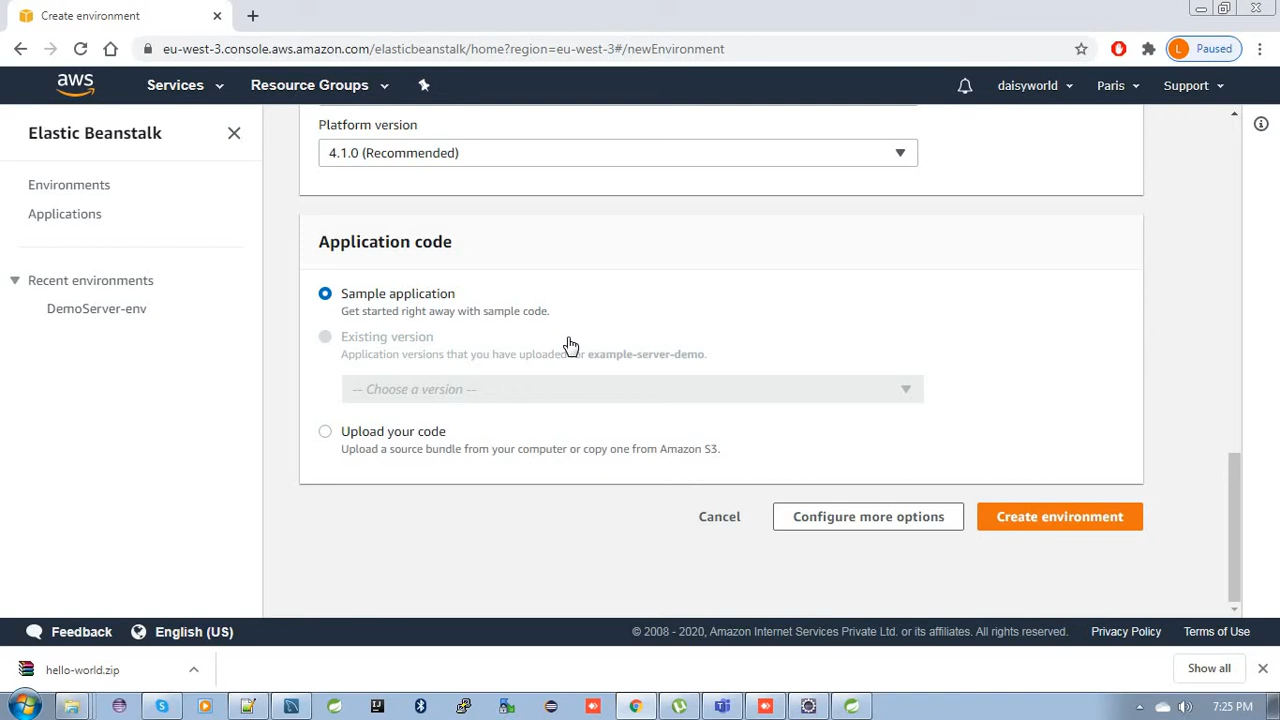 Create environment
eu-west-3.console.aws.amazon.com/elasticbeanstalk/home?region=eu-west-3#/newEnvironment
L Paused
aws Services Resource Groups daisyworld Paris Support
Elastic Beanstalk
Environments
Applications
Recent environments
DemoServer-env
Platform version
4.1.0 (Recommended)
Application code
Sample application
Get started right away with sample code.
Existing version
Application versions that you have uploaded example-server-demo.
-- Choose a version --
Upload your code
Upload a source bundle from your computer or copy one from Amazon S3.
Cancel Configure more options Create environment
Feedback English (US) © 2008 - 2020, Amazon Internet Services Private Ltd. or its affiliates. All rights reserved. Privacy Policy Terms of Use
hello-world.zip Show all
7:25 PM